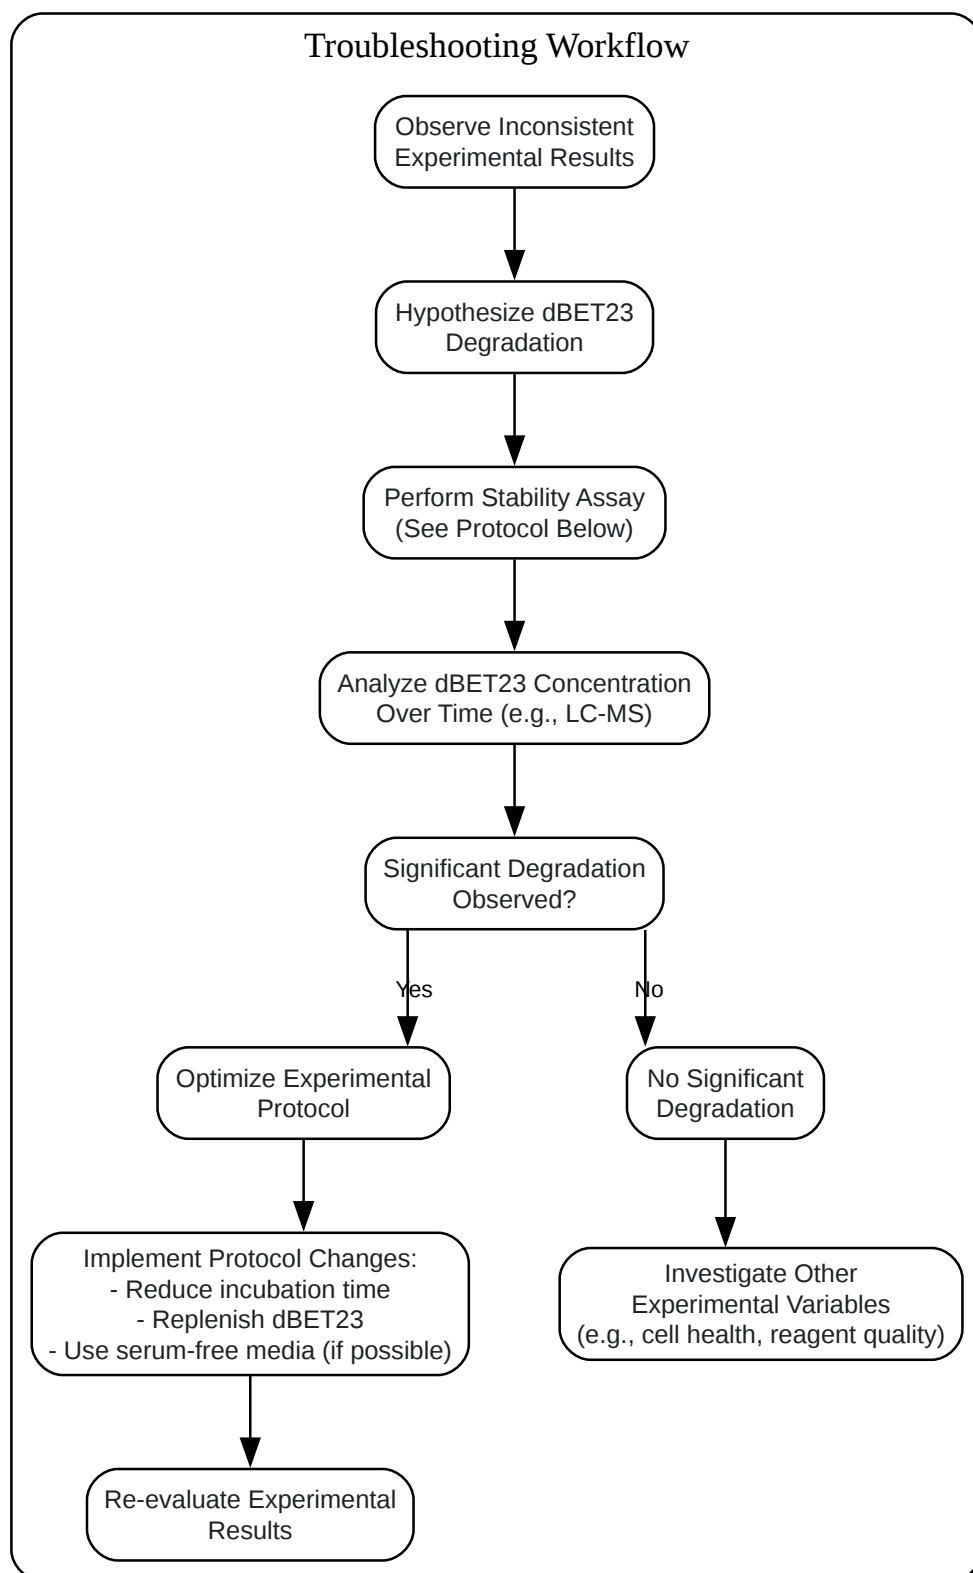 Troubleshooting Workflow
Observe Inconsistent
Experimental Results
Hypothesize dBET23
Degradation
Perform Stability Assay
(See Protocol Below)
Analyze dBET23 Concentration
Over Time (e.g., LC-MS)
Significant Degradation
Observed?
Yes
No
Optimize Experimental
Protocol
No Significant
Degradation
Implement Protocol Changes:
- Reduce incubation time
- Replenish dBET23
- Use serum-free media (if possible)
Investigate Other
Experimental Variables
(e.g., cell health, reagent quality)
Re-evaluate Experimental
Results